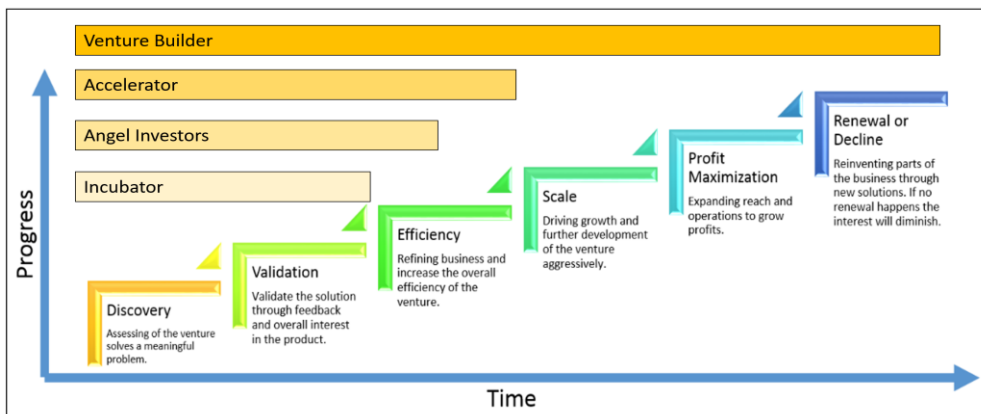 Venture Builder
Accelerator
Angel Investors
Incubator
Progress
Discovery
Assessing of the venture
solves a meaningful
problem.
Validation
Validate the solution
through feedback
and overall interest
in the product.
Efficiency
Refining business and
increase the overall
efficiency of the
venture.
Scale
Driving growth and
further development
of the venture
aggressively.
Profit
Maximization
Expanding reach and
operations to grow
profits.
Renewal or
Decline
Reinventing parts of
the business through
new solutions. If no
renewal happens the
interest will diminish.
Time